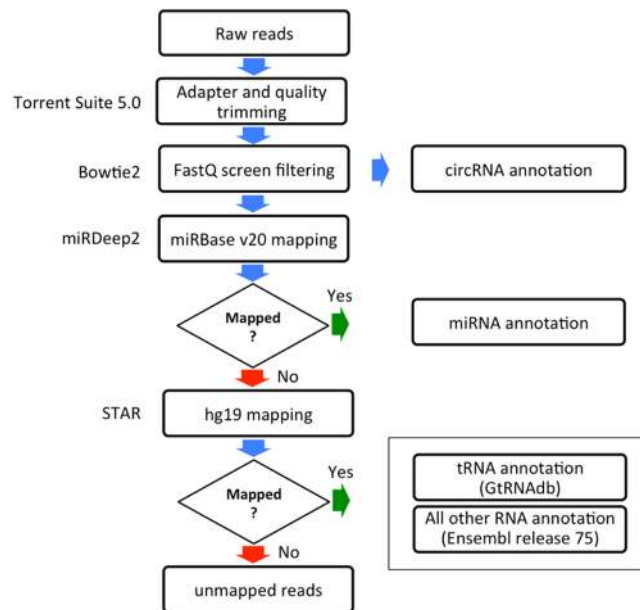 Raw reads
Torrent Suite 5.0
Adapter and quality
trimming
Bowtie2
FastQ screen filtering
circRNA annotation
miRDeep2
miRBase v20 mapping
Mapped
?
Yes
miRNA annotation
No
STAR
hg19 mapping
Mapped
?
Yes
tRNA annotation
(GtRNAdb)
All other RNA annotation
(Ensembl release 75)
No
unmapped reads